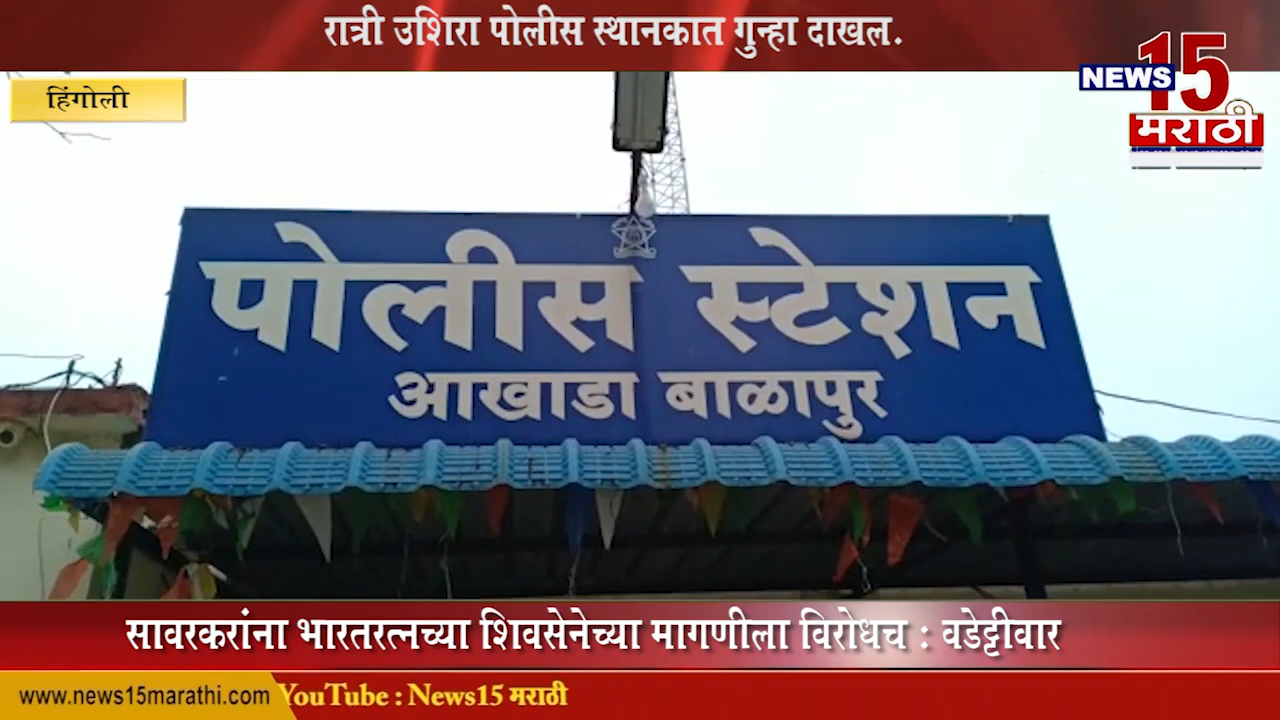 रात्री उशिरा पोलीस स्थानकात गुन्हा दाखल.
हिंगोली
NEWS 15
मराठी
पोलीस स्टेशन
आखाडा बाळापुर
सावरकरांना भारतरत्नच्या शिवसेनेच्या मागणीला विरोधच : वडेट्टीवार
www.news15marathi.com
YouTube : News15 मराठी